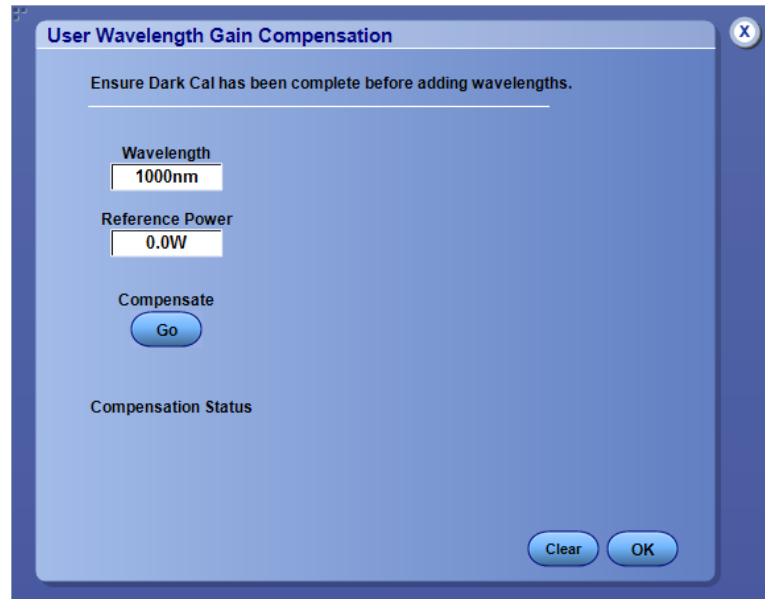 User Wavelength Gain Compensation
X
Ensure Dark Cal has been complete before adding wavelengths.
Wavelength
1000nm
Reference Power
0.0W
Compensate
Go
Compensation Status
Clear
OK